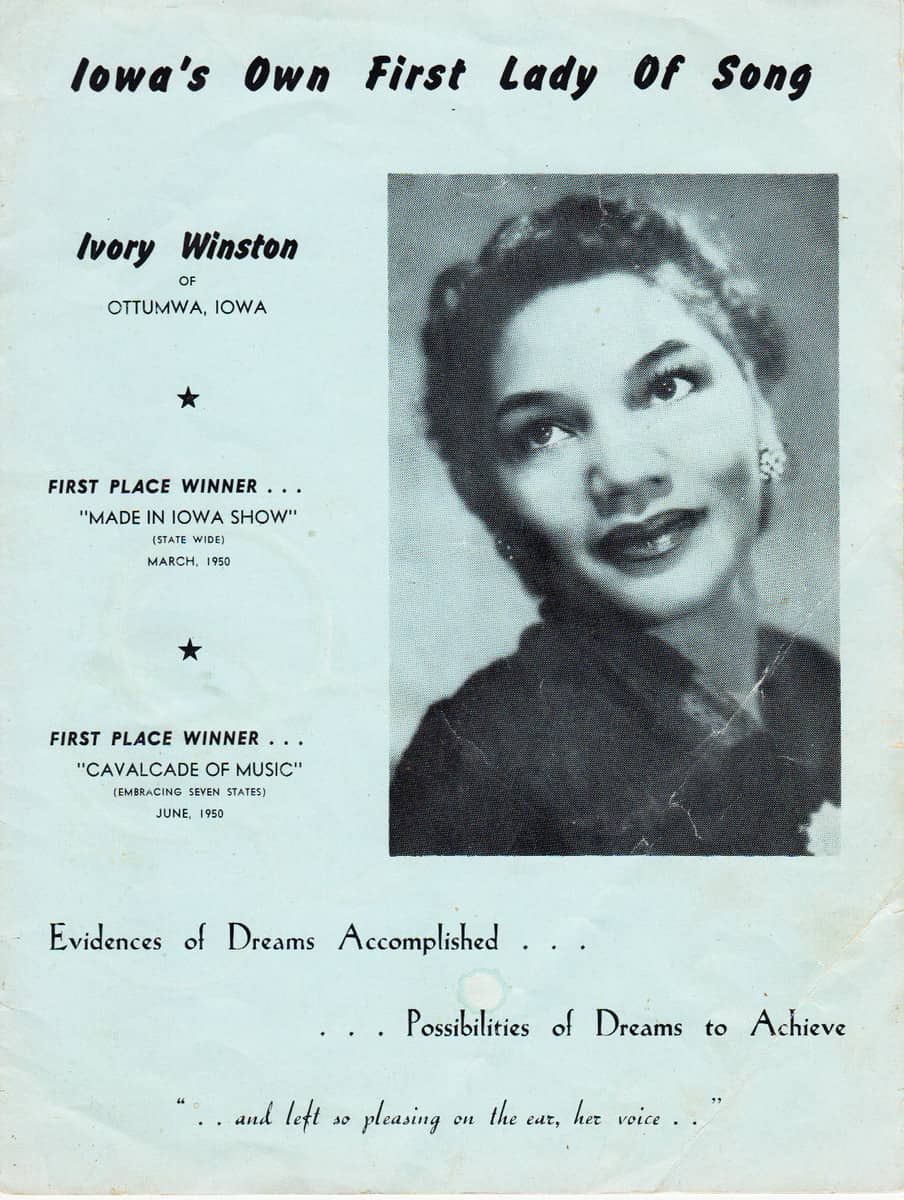 Iowa's Own First Lady Of Song
Ivory Winston
OF
OTTUMWA, IOWA
FIRST PLACE WINNER . . .
"MADE IN IOWA SHOW"
(STATE WIDE)
MARCH, 1950
FIRST PLACE WINNER . . .
"CAVALCADE OF MUSIC"
(EMBRACING SEVEN STATES)
JUNE, 1950
Evidences of Dreams Accomplished . . .
. . . Possibilities of Dreams to Achieve
" . . and left so pleasing on the ear, her voice . . "